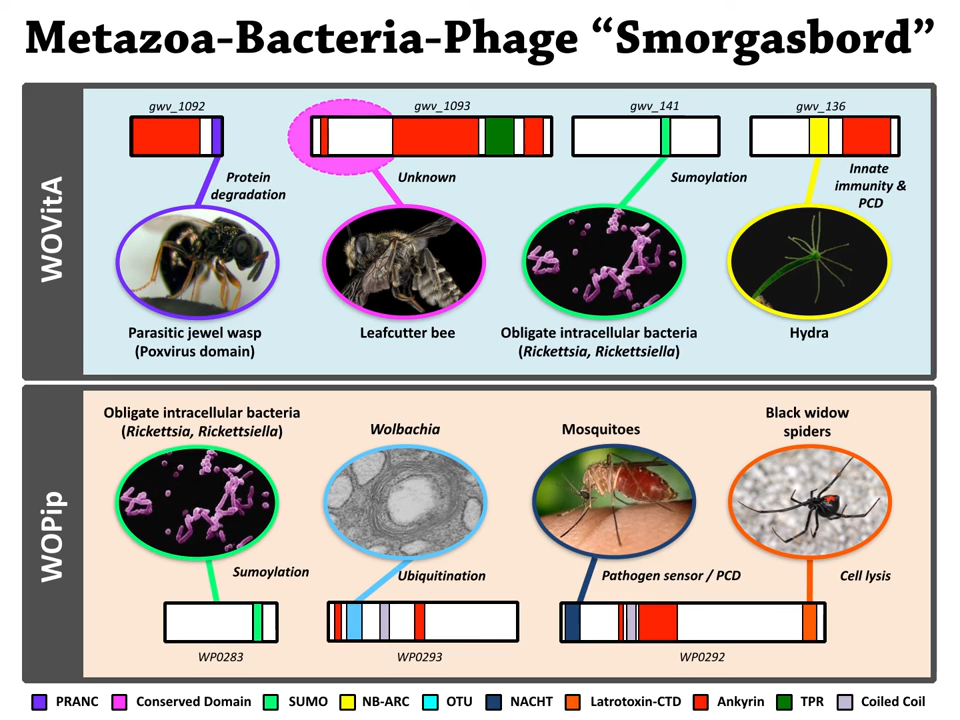 Metazoa-Bacteria-Phage “Smorgasbord”
WOVitA
gwv_1092
gwv_1093
gwv_141
gwv_136
Protein
degradation
Unknown
Sumoylation
Innate
immunity &
PCD
Parasitic jewel wasp
(Poxvirus domain)
Leafcutter bee
Obligate intracellular bacteria
(Rickettsia, Rickettsiella)
Hydra
WOPip
Obligate intracellular bacteria
(Rickettsia, Rickettsiella)
Wolbachia
Mosquitoes
Black widow
spiders
Sumoylation
Ubiquitination
Pathogen sensor / PCD
Cell lysis
WP0283
WP0293
WP0292
PRANC Conserved Domain SUMO NB-ARC OTU NACHT Latrotoxin-CTD Ankyrin TPR Coiled Coil